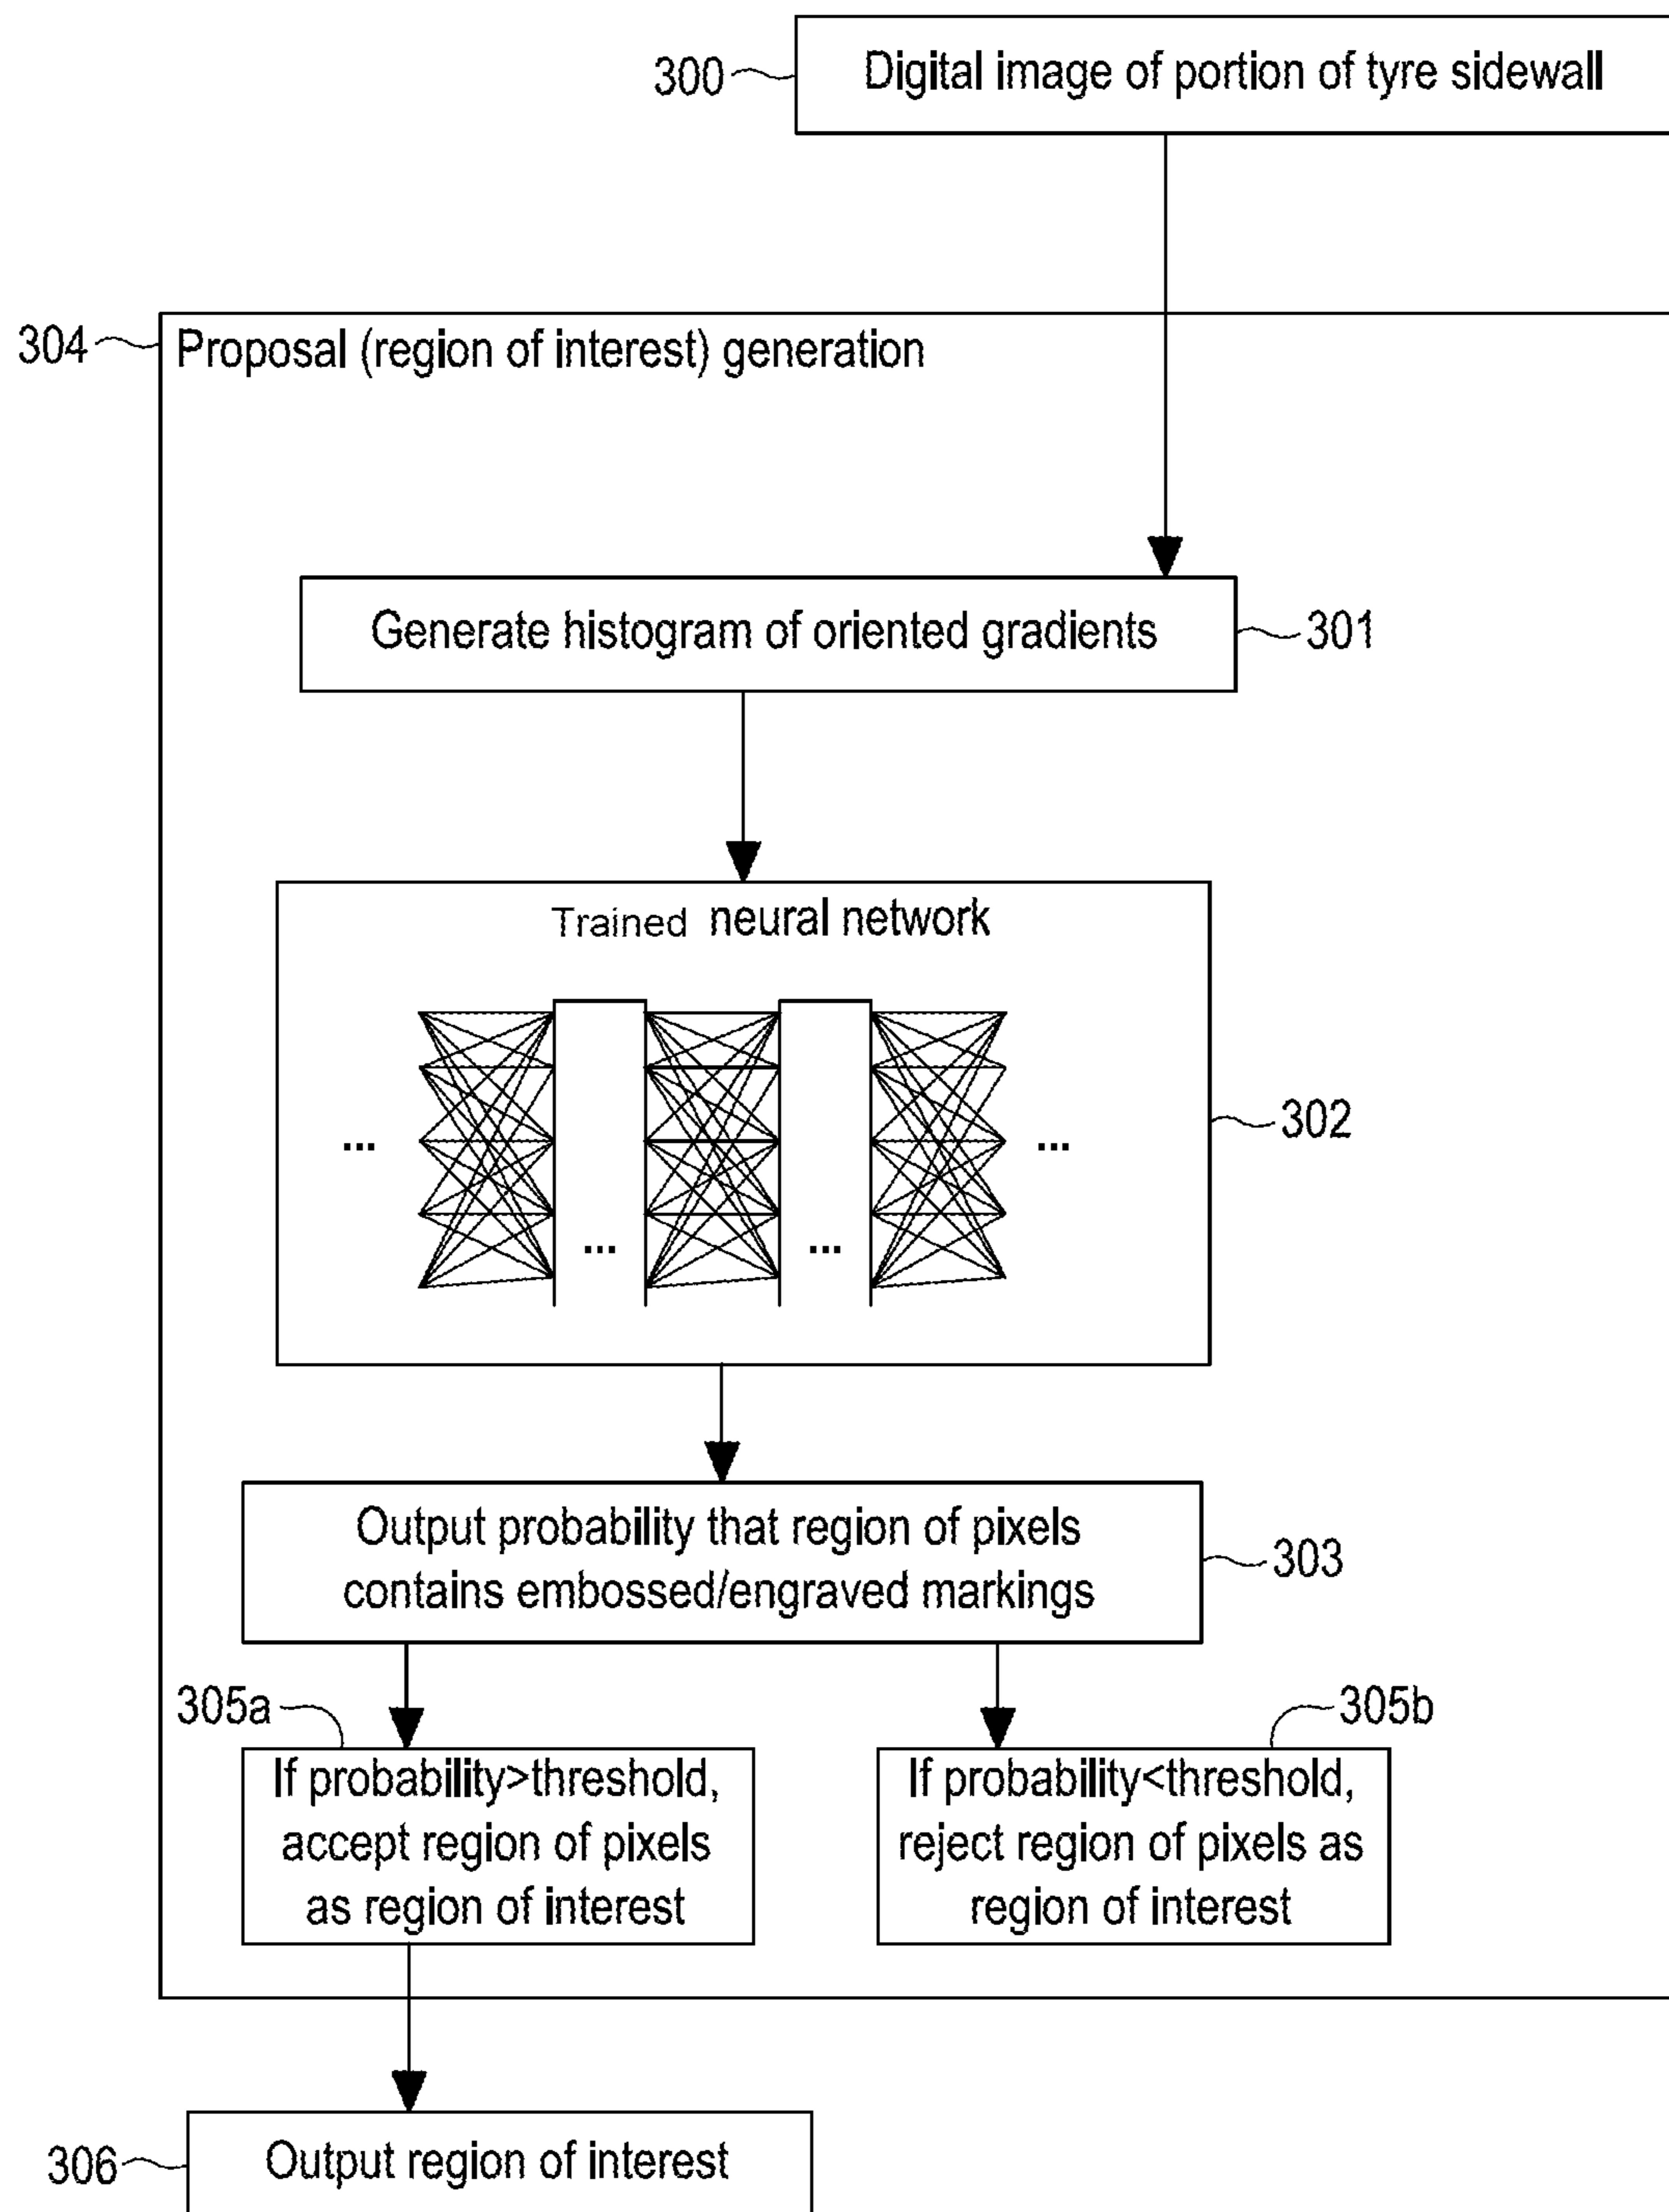 300
Digital image of portion of tyre sidewall
304
Proposal (region of interest) generation
Generate histogram of oriented gradients
301
Trained neural network
...
...
...
...
302
Output probability that region of pixels
contains embossed/engraved markings
303
305a
305b
If probability>threshold,
accept region of pixels
as region of interest
If probability<threshold,
reject region of pixels as
region of interest
306
Output region of interest